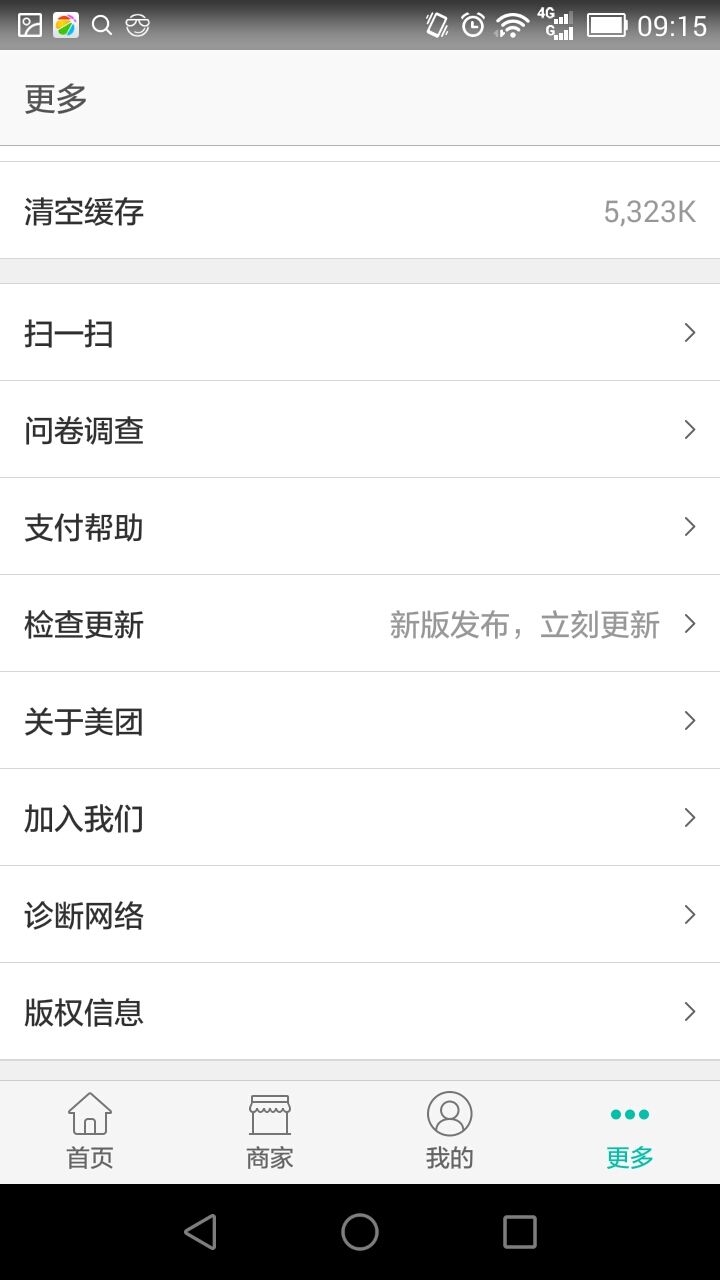 4G
G
09:15
更多
清空缓存
5,323K
扫一扫
问卷调查
支付帮助
检查更新
新版发布，立刻更新
关于美团
加入我们
诊断网络
版权信息
首页
商家
我的
更多